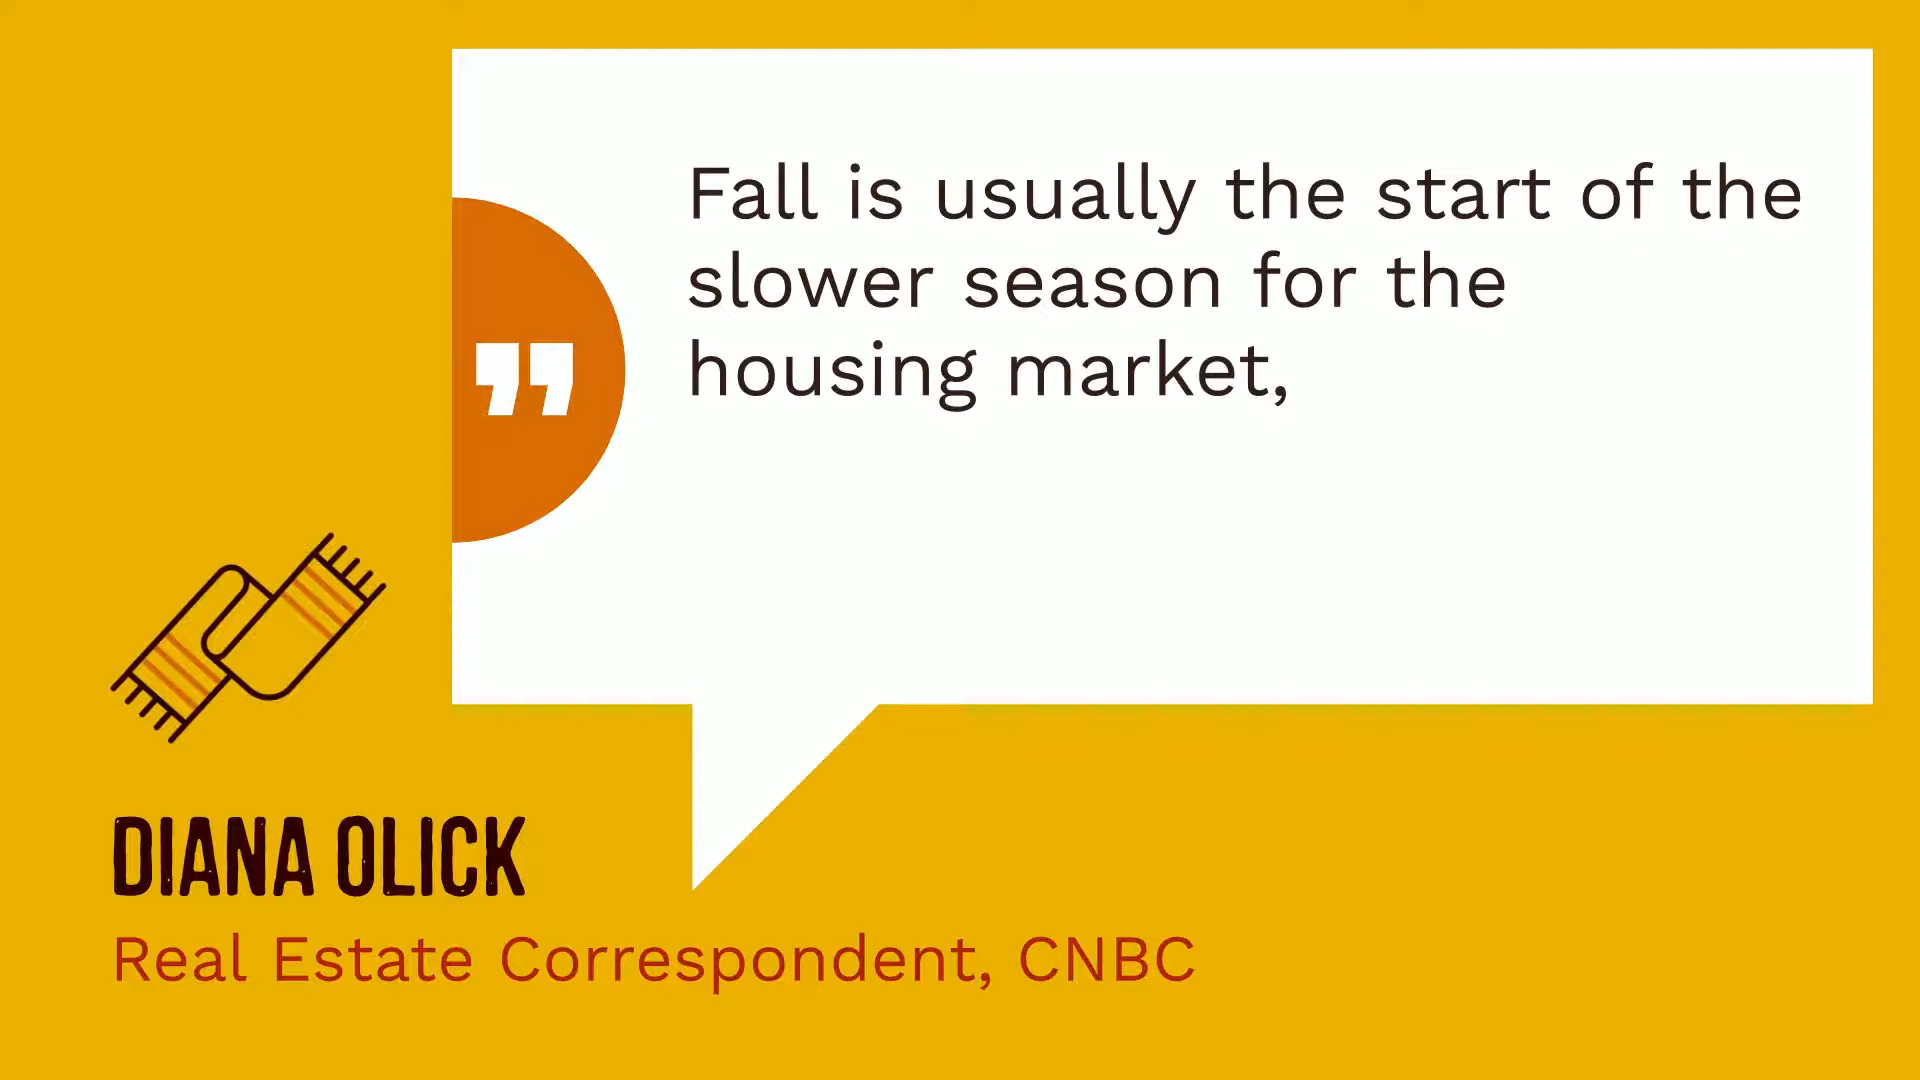 Fall is usually the start of the
slower season for the
housing market,
DIANA OLICK
Real Estate Correspondent, CNBC